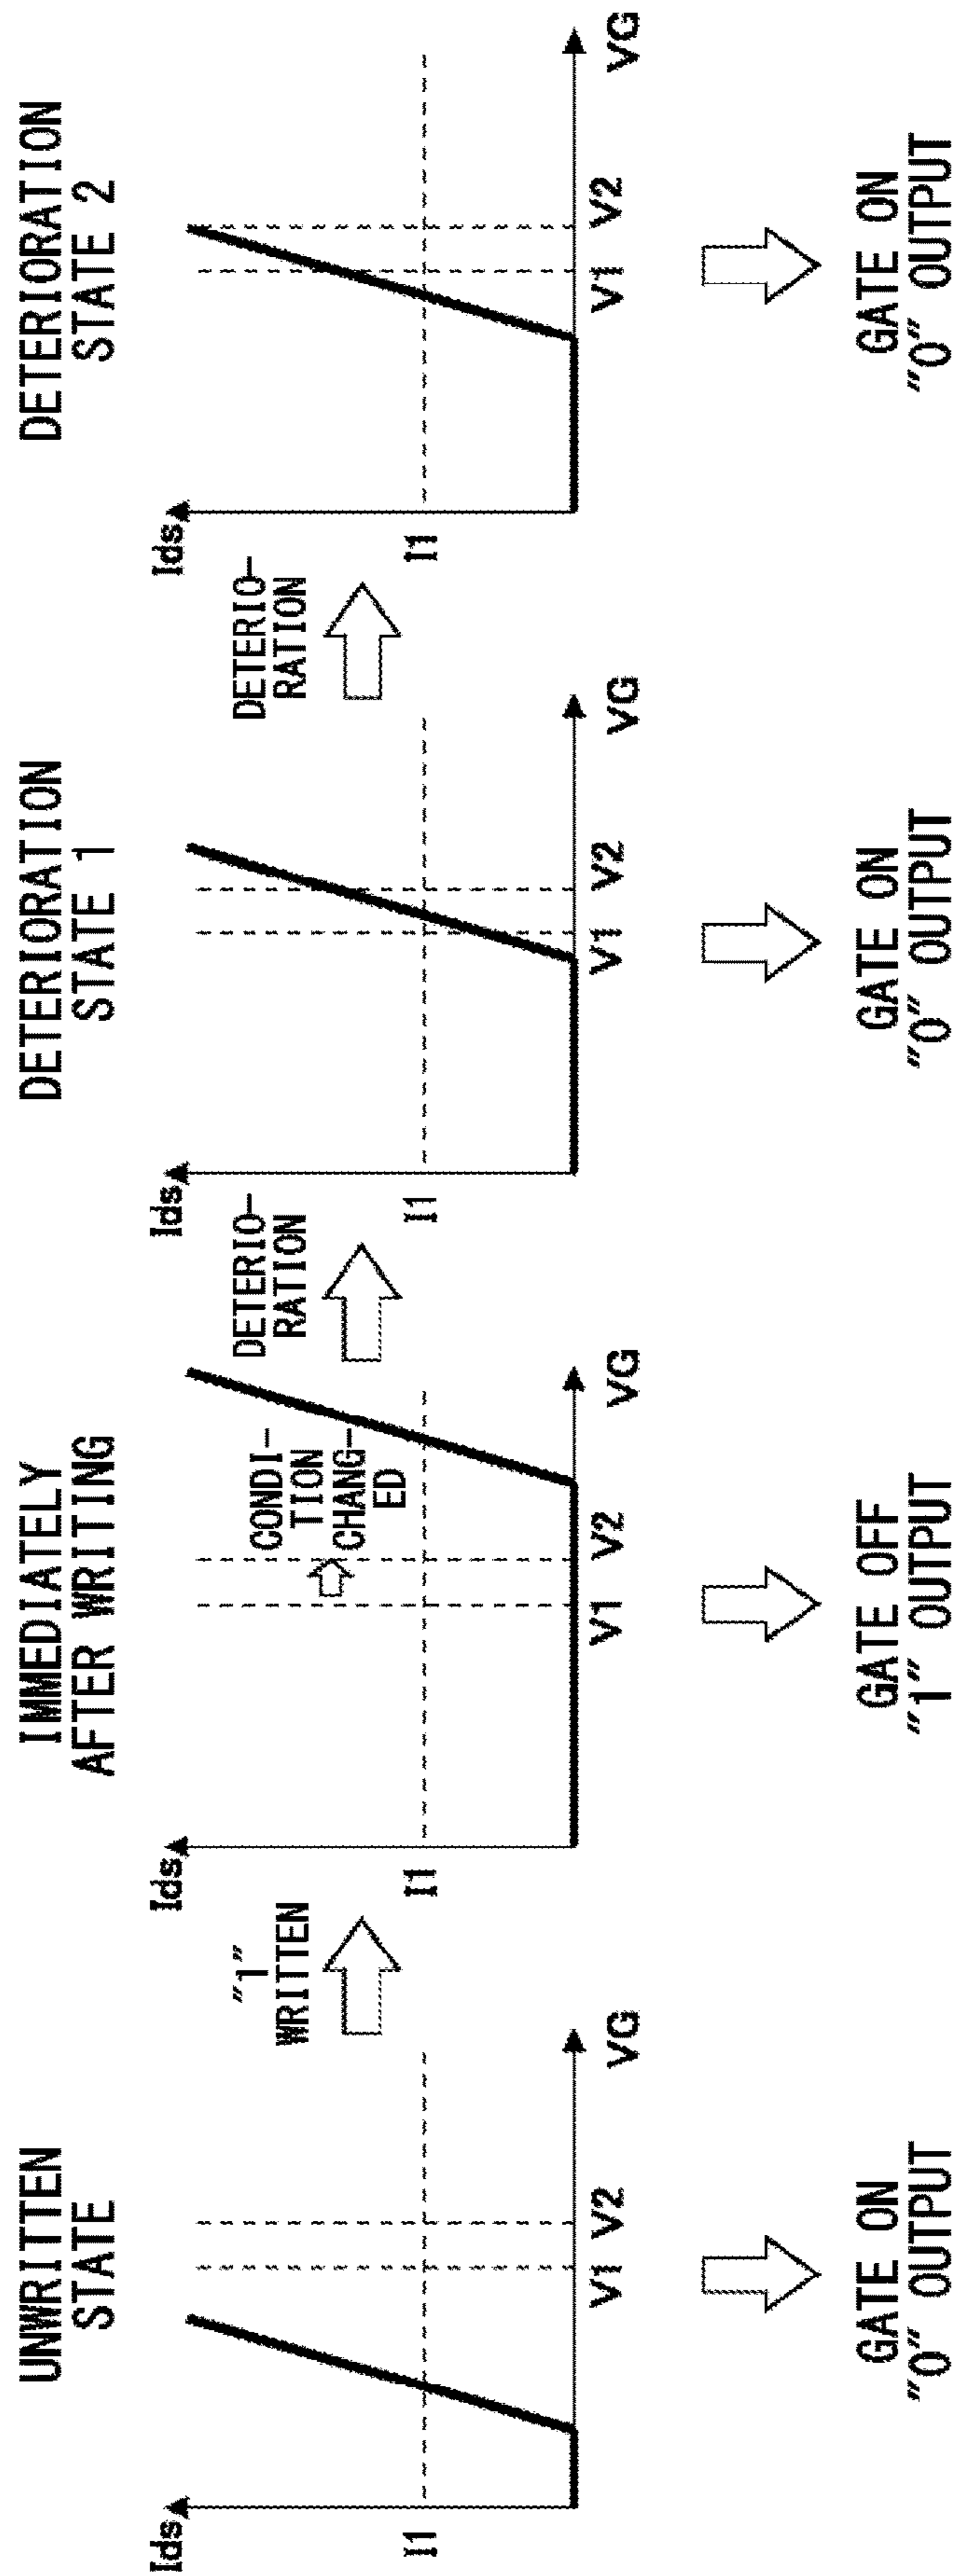 UNWRITTEN
STATE
Ids
I1
V1
V2
VG
GATE ON
"0" OUTPUT
"1"
WRITTEN
IMMEDIATELY
AFTER WRITING
Ids
I1
CONDI-
TION
CHANG-
ED
V1
V2
VG
GATE OFF
"1" OUTPUT
DETERIO-
RATION
DETERIORATION
STATE 1
Ids
I1
V1
V2
VG
GATE ON
"0" OUTPUT
DETERIO-
RATION
DETERIORATION
STATE 2
Ids
I1
V1
V2
VG
GATE ON
"0" OUTPUT